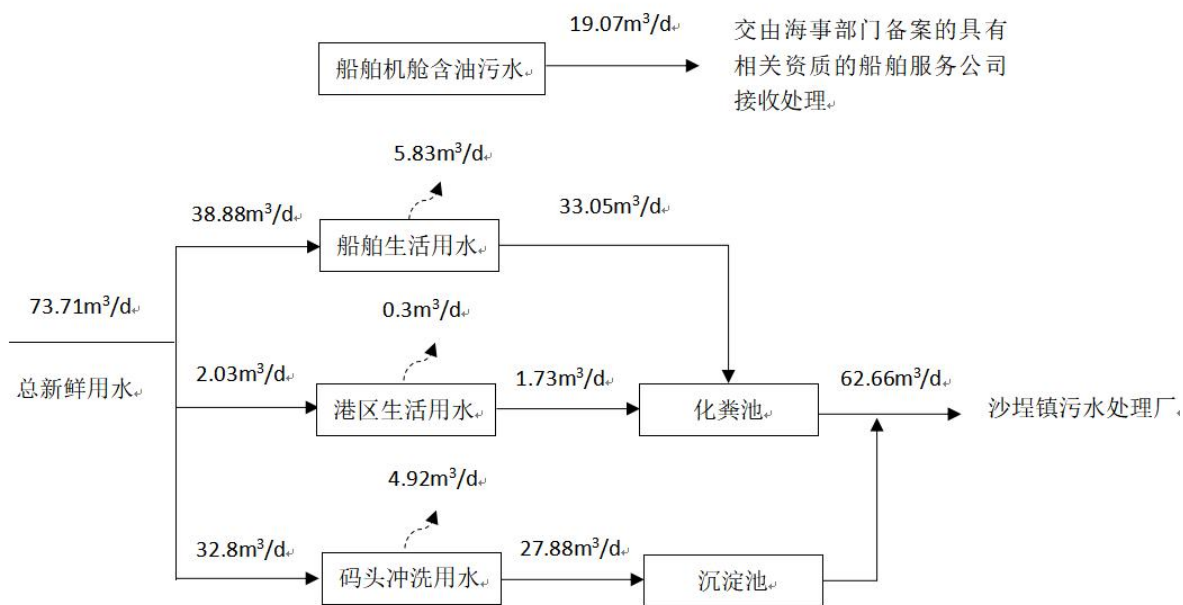 19.07m³/d
交由海事部门备案的具有
船舶机舱含油污水
相关资质的船舶服务公司
接收处理
5.83m³/d
38.88m³/d
33.05m³/d
船舶生活用水
73.71m³/d
0.3m³/d
总新鲜用水
2.03m³/d
1.73m³/d
62.66m³/d
港区生活用水
化粪池
沙埕镇污水处理厂
4.92m³/d
32.8m³/d
27.88m³/d
码头冲洗用水
沉淀池